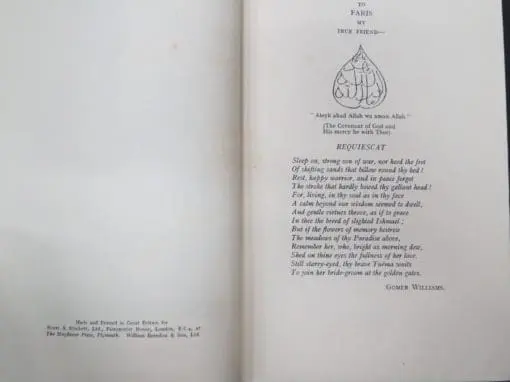 Made and Printed in Great Britain for
Rider & Stockett, Ltd., Paternoster House, London, E.C.4, at
The Mayflower Press, Plymouth. William Brendon & Son, Ltd.
TO
FARIS
MY
TRUE FRIEND—
"Aleyk ahad Allah wa aman Allah."
(The Covenant of God and
His mercy be with Thee)
REQUIESCAT
Sleep on, strong son of war, nor heed the fret
Of shifting sands that billow round thy bed!
Rest, happy warrior, and in peace forget
The stroke that hardly bowed thy gallant head!
For, living, in thy soul as in thy face
A calm beyond our wisdom seemed to dwell,
And gentle virtues throve, as if to grace
In thee the breed of slighted Ishmael;
But if the flowers of memory bestrew
The meadows of thy Paradise above,
Remember her, who, bright as morning dew,
Shed on thine eyes the fullness of her love.
Still starry-eyed, thy brave Tuëma waits
To join her bride-groom at the golden gates.
GOMER WILLIAMS.